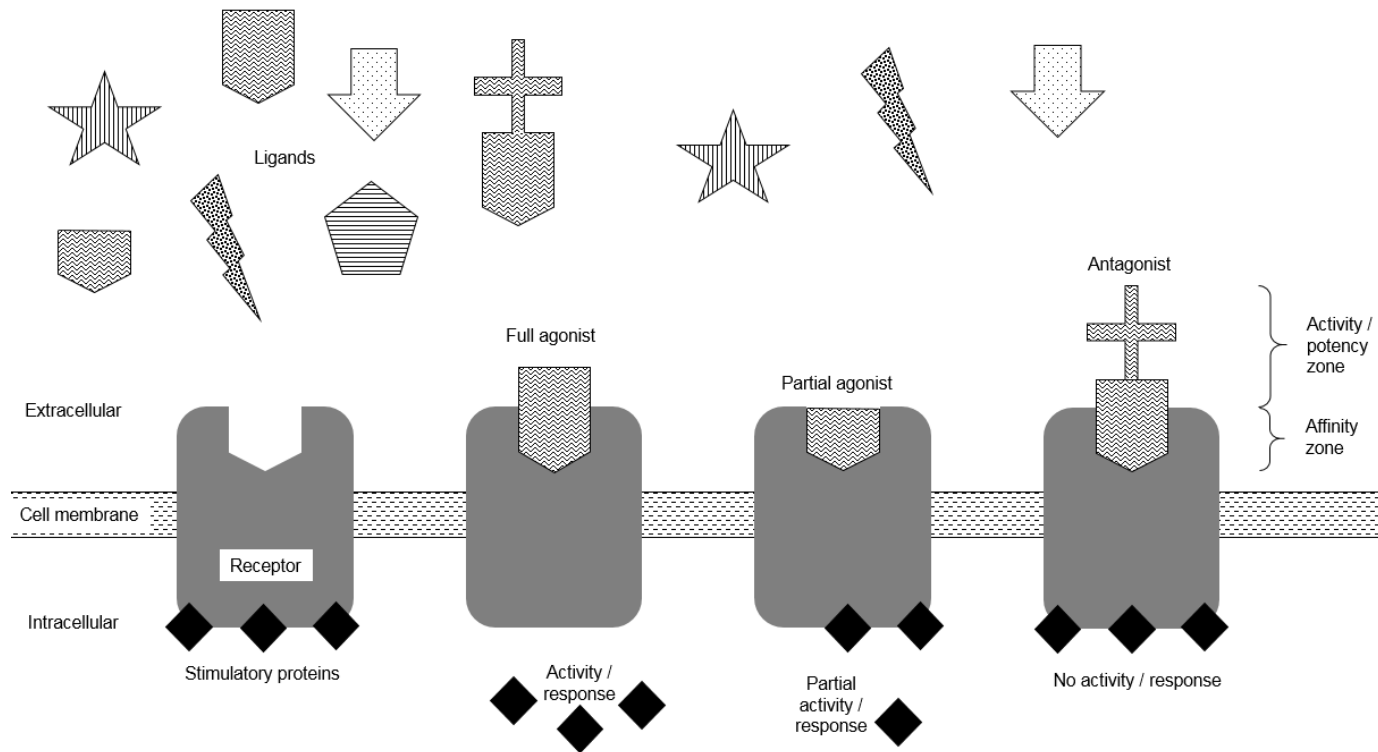 Ligands
Antagonist
Activity /
potency
zone
Full agonist
Partial agonist
Extracellular
Affinity
zone
Cell membrane
Receptor
Intracellular
Stimulatory proteins
Activity /
response
Partial
activity /
response
No activity / response